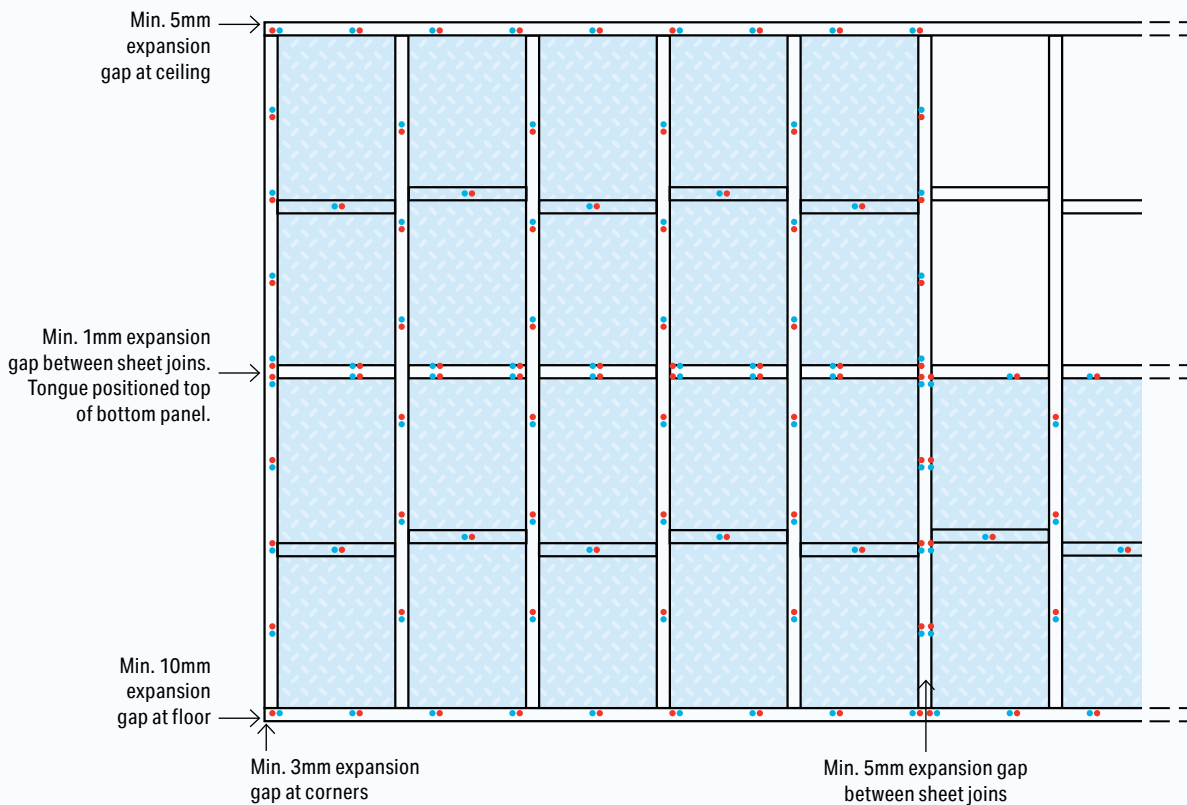 Min. 5mm
expansion
gap at ceiling
Min. 1mm expansion
gap between sheet joins.
Tongue positioned top
of bottom panel.
Min. 10mm
expansion
gap at floor
Min. 3mm expansion
gap at corners
Min. 5mm expansion gap
between sheet joins